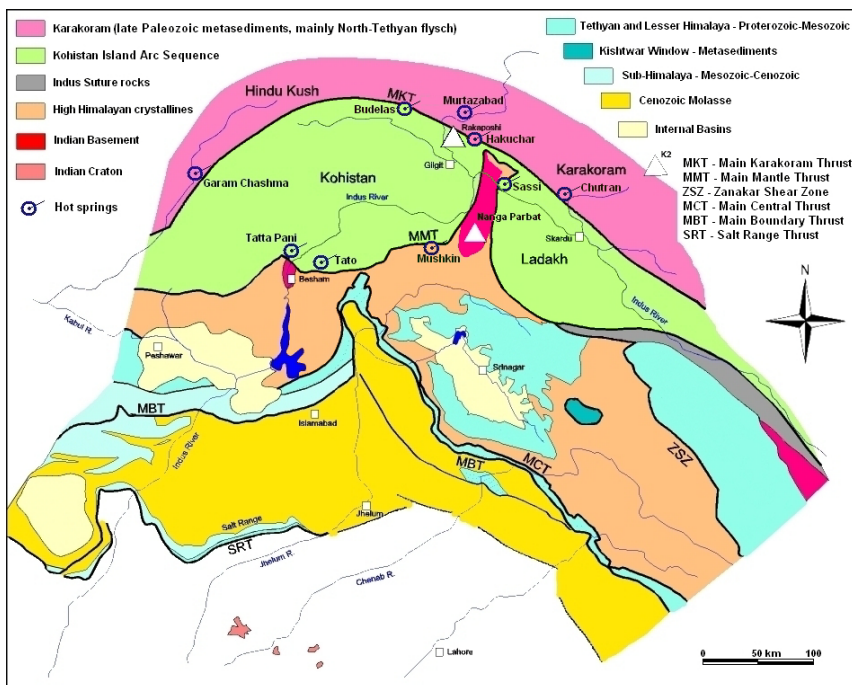 Karakoram (late Paleozoic metasediments, mainly North-Tethyan flysch)
Kohistan Island Arc Sequence
Indus Suture rocks
High Himalayan crystallines
Indian Basement
Indian Craton
Hot springs
Tethyan and Lesser Himalaya - Proterozoic-Mesozoic
Kishtwar Window - Metasediments
Sub-Himalaya - Mesozoic-Cenozoic
Cenozoic Molasse
Internal Basins
K2
MKT - Main Karakoram Thrust
MMT - Main Mantle Thrust
ZSZ - Zanakar Shear Zone
MCT - Main Central Thrust
MBT - Main Boundary Thrust
SRT - Salt Range Thrust
Hindu Kush
MKT
Budelas
Murtazabad
Rakaposhi
Hakuchar
Gilgit
Garam Chashma
Kohistan
Karakoram
Sassi
Chutran
Indus River
Nanga Parbat
Tatta Pani
MMT
Skardu
Tato
Mushkin
Ladakh
Besham
Indus River
N
Kabul R.
Peshawar
Srinagar
MBT
Islamabad
Indus River
MBT
MCT
ZSZ
Salt Range
Jhelum
SRT
Jhelum R.
Chenab R.
Lahore
0 50 km 100